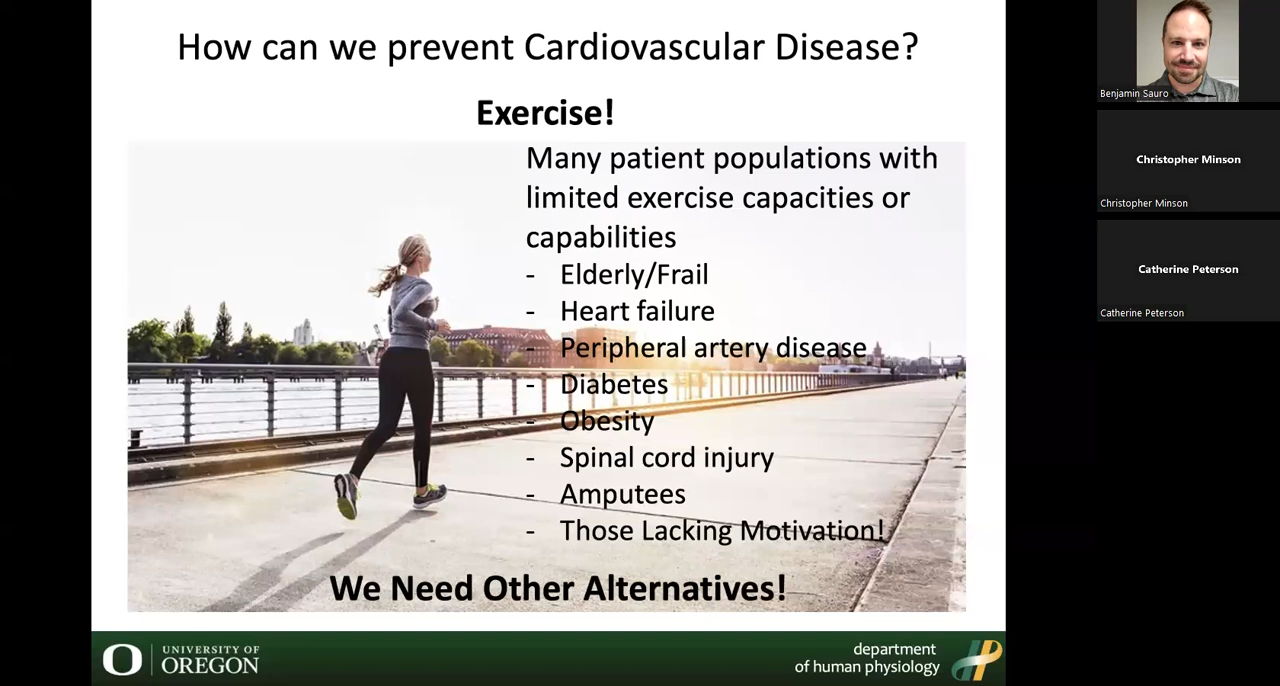 How can we prevent Cardiovascular Disease?
Exercise!
Many patient populations with
limited exercise capacities or
capabilities
- Elderly/Frail
- Heart failure
- Peripheral artery disease
- Diabetes
- Obesity
- Spinal cord injury
- Amputees
- Those Lacking Motivation!
We Need Other Alternatives!
O
UNIVERSITY OF
OREGON
department
of human physiology
Benjamin Sauro
Christopher Minson
Christopher Minson
Catherine Peterson
Catherine Peterson